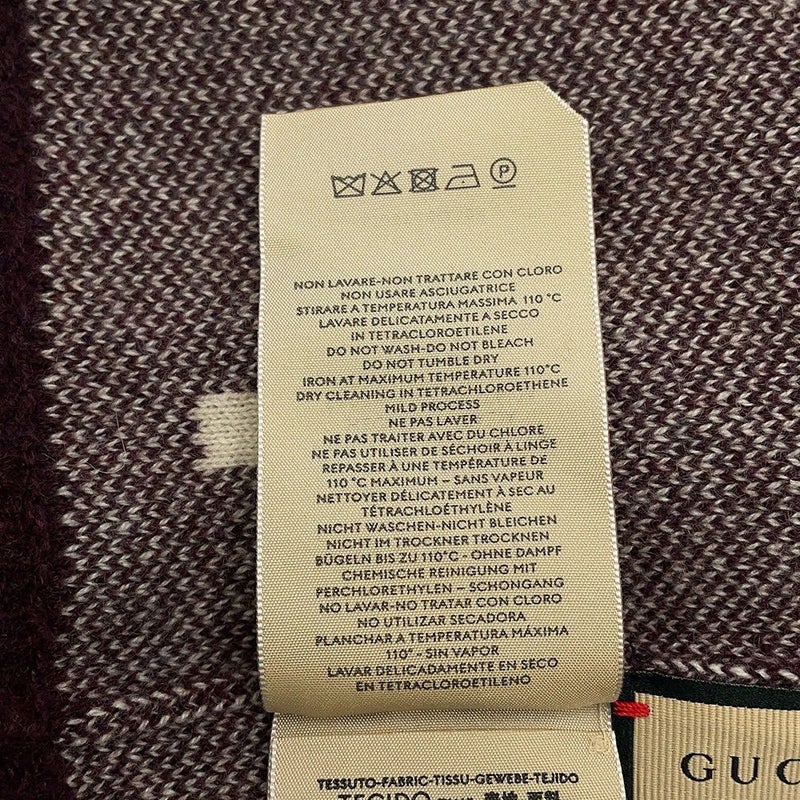 P
NON LAVARE-NON TRATTARE CON CLORO
NON USARE ASCIUGATRICE
STIRARE A TEMPERATURA MASSIMA 110 °C
LAVARE DELICATAMENTE A SECCO
IN TETRACLOROETILENE
DO NOT WASH-DO NOT BLEACH
DO NOT TUMBLE DRY
IRON AT MAXIMUM TEMPERATURE 110°C
DRY CLEANING IN TETRACHLOROETHENE
MILD PROCESS
NE PAS LAVER
NE PAS TRAITER AVEC DU CHLORE
NE PAS UTILISER DE SÉCHOIR À LINGE
REPASSER À UNE TEMPÉRATURE DE
110 °C MAXIMUM – SANS VAPEUR
NETTOYER DÉLICATEMENT À SEC AU
TÉTRACHLOÉTHYLÈNE
NICHT WASCHEN-NICHT BLEICHEN
NICHT IM TROCKNER TROCKNEN
BÜGELN BIS ZU 110°C - OHNE DAMPF
CHEMISCHE REINIGUNG MIT
PERCHLORETHYLEN – SCHONGANG
NO LAVAR-NO TRATAR CON CLORO
NO UTILIZAR SECADORA
PLANCHAR A TEMPERATURA MÁXIMA
110° - SIN VAPOR
LAVAR DELICADAMENTE EN SECO
EN TETRACLOROETILENO
GUC
TESSUTO-FABRIC-TISSU-GEWEBE-TEJIDO
TECIDO